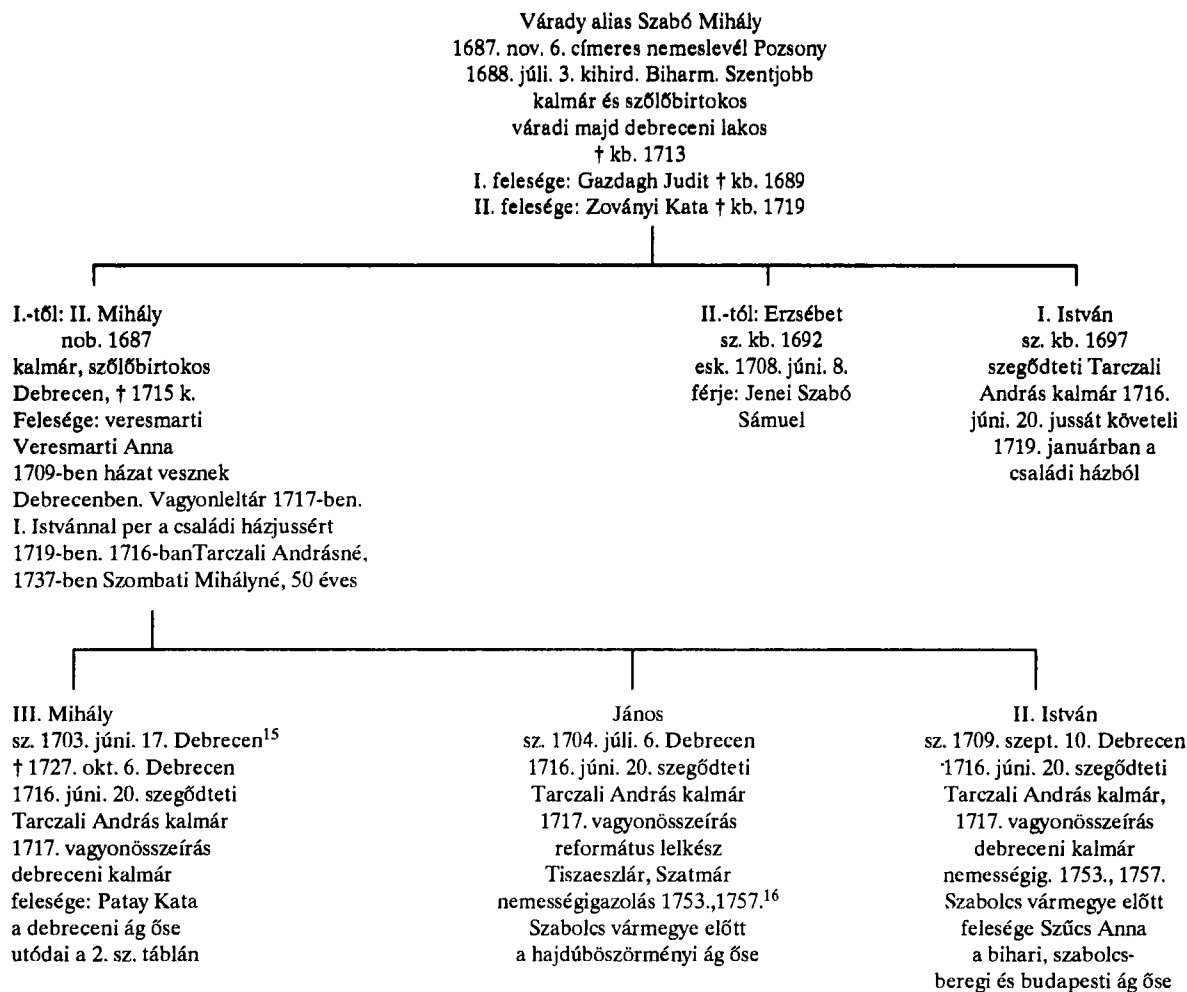 Várady alias Szabó Mihály
1687. nov. 6. címeres nemeslevél Pozsony
1688. júli. 3. kihird. Biharm. Szentjobb
kalmár és szőlőbirtokos
váradi majd debreceni lakos
† kb. 1713
I. felesége: Gazdagh Judit † kb. 1689
II. felesége: Zoványi Kata † kb. 1719
I.-től: II. Mihály
nob. 1687
kalmár, szőlőbirtokos
Debrecen, † 1715 k.
Felesége: veresmarti
Veresmarti Anna
1709-ben házat vesznek
Debrecenben. Vagyonleltár 1717-ben.
I. Istvánnal per a családi házjussért
1719-ben. 1716-banTarczali Andrásné,
1737-ben Szombati Mihályné, 50 éves
II.-tól: Erzsébet
sz. kb. 1692
esk. 1708. júni. 8.
férje: Jenei Szabó
Sámuel
I. István
sz. kb. 1697
szegődteti Tarczali
András kalmár 1716.
júni. 20. jussát követeli
1719. januárban a
családi házból
III. Mihály
sz. 1703. júni. 17. Debrecen15
† 1727. okt. 6. Debrecen
1716. júni. 20. szegődteti
Tarczali András kalmár
1717. vagyonösszeírás
debreceni kalmár
felesége: Patay Kata
a debreceni ág őse
utódai a 2. sz. táblán
János
sz. 1704. júli. 6. Debrecen
1716. júni. 20. szegődteti
Tarczali András kalmár
1717. vagyonösszeírás
református lelkész
Tiszaeszlár, Szatmár
nemességigazolás 1753.,1757.16
Szabolcs vármegye előtt
a hajdúböszörményi ág őse
II. István
sz. 1709. szept. 10. Debrecen
1716. júni. 20. szegődteti
Tarczali András kalmár,
1717. vagyonösszeírás
debreceni kalmár
nemességig. 1753., 1757.
Szabolcs vármegye előtt
felesége Szűcs Anna
a bihari, szabolcs-
beregi és budapesti ág őse